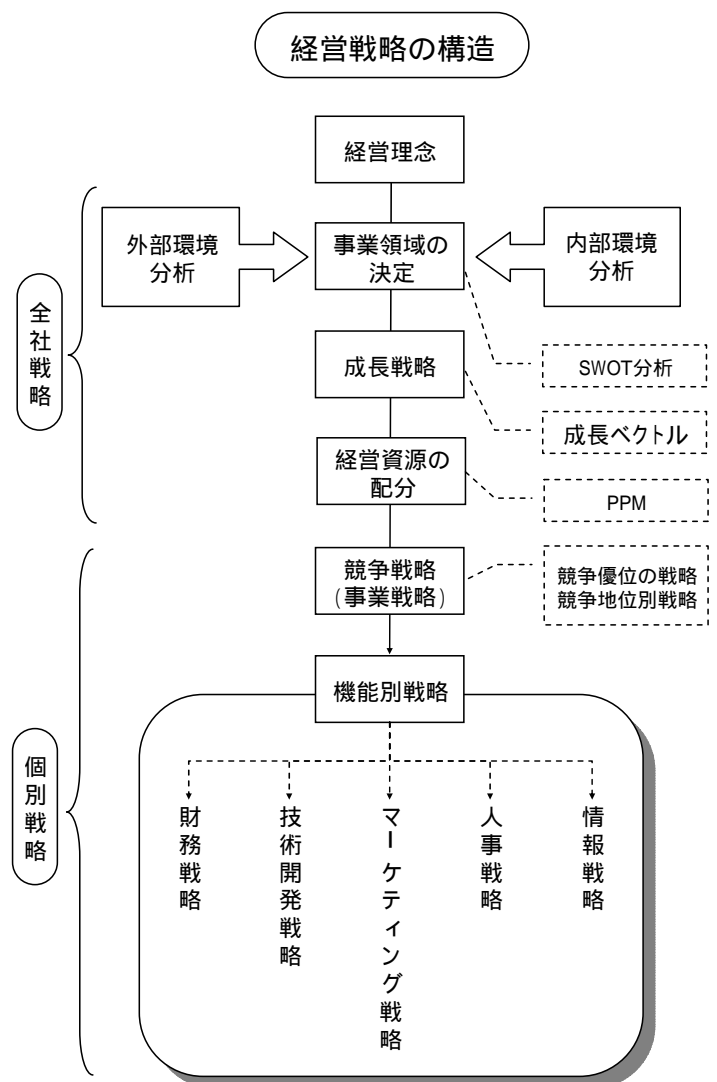 経営戦略の構造
経営理念
外部環境
分析
事業領域の
決定
内部環境
分析
全社戦略
成長戦略
SWOT分析
成長ベクトル
経営資源の
配分
PPM
競争戦略
(事業戦略)
競争優位の戦略
競争地位別戦略
機能別戦略
個別戦略
財務戦略
技術開発戦略
マーケティング戦略
人事戦略
情報戦略